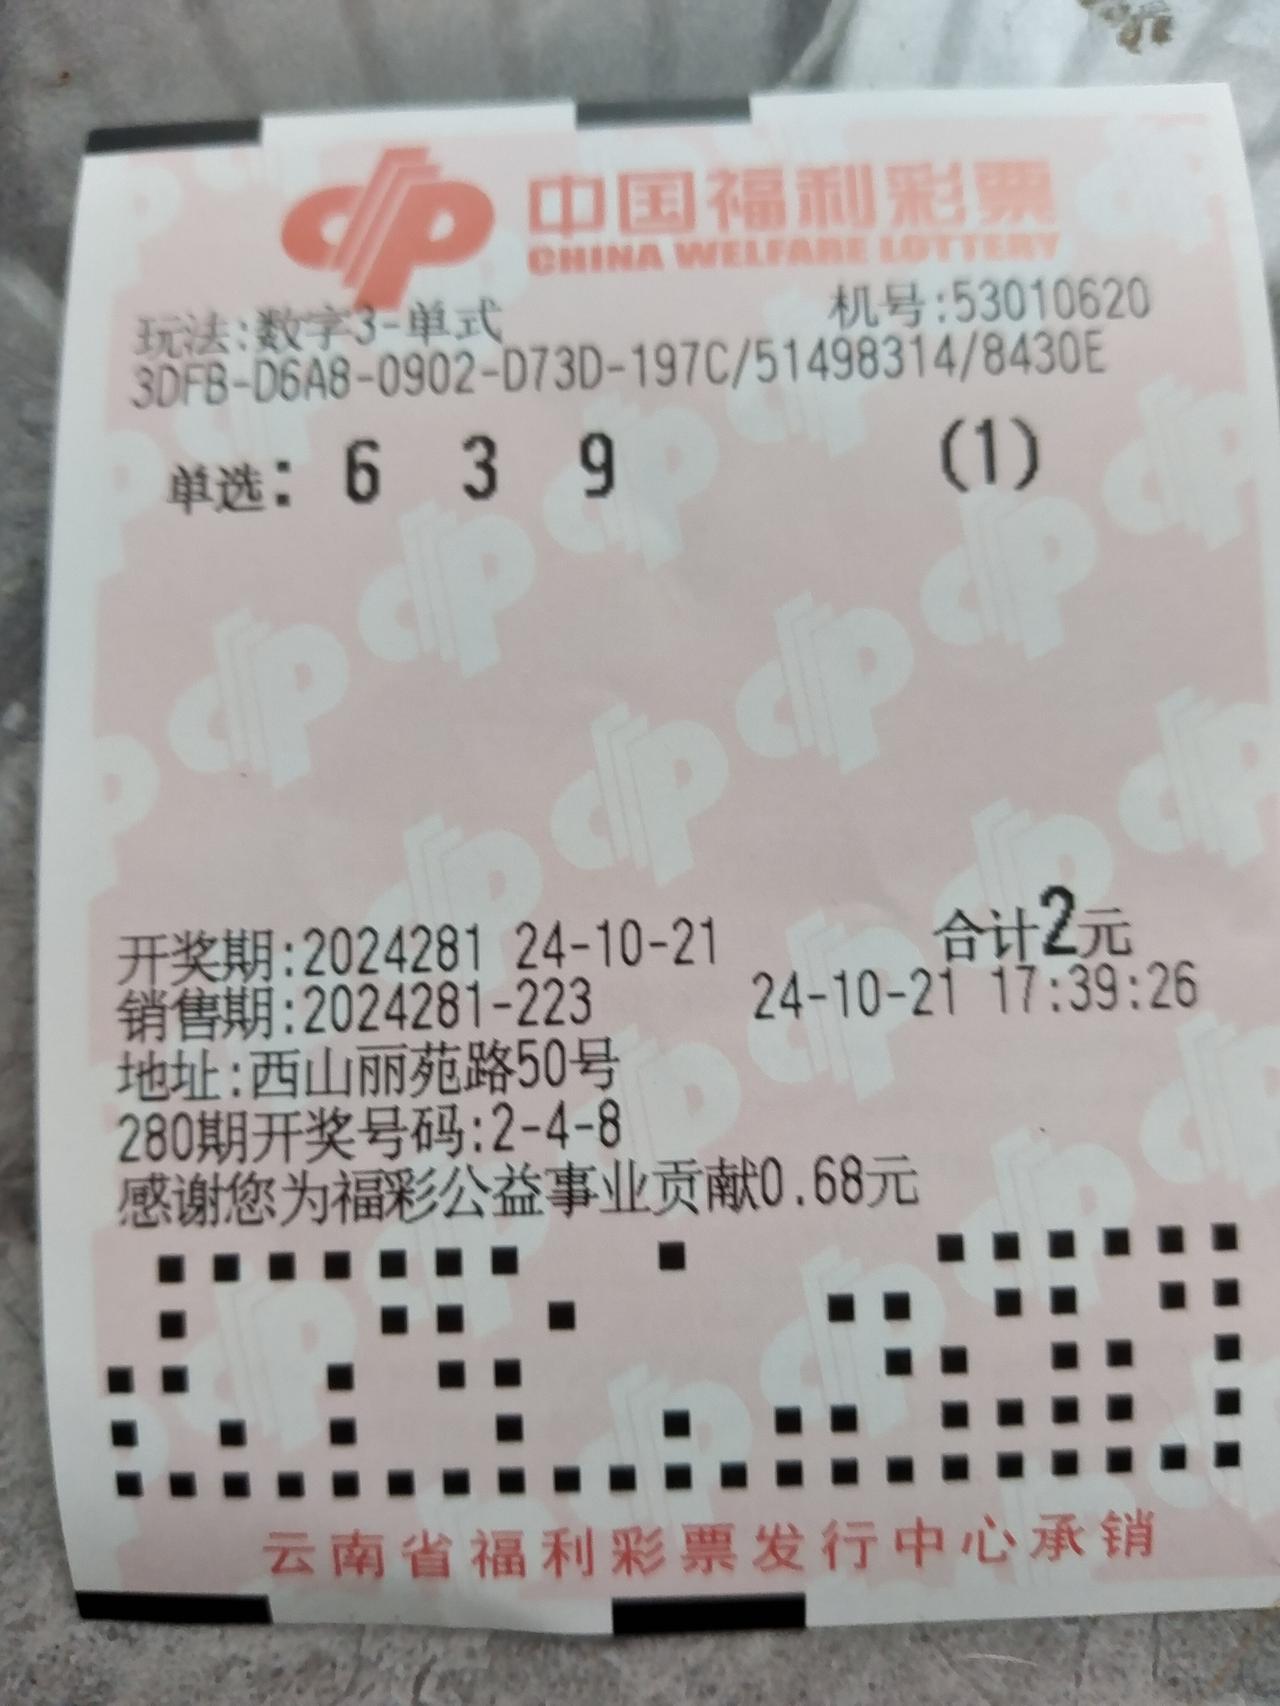 中国福利彩票
CHINA WELFARE LOTTERY
玩法:数字3-单式 机号:53010620
3DFB-D6A8-0902-D73D-197C/51498314/8430E
单选: 6 3 9 (1)
开奖期:2024281 24-10-21 合计2元
销售期:2024281-223 24-10-21 17:39:26
地址:西山丽苑路50号
280期开奖号码:2-4-8
感谢您为福彩公益事业贡献0.68元
云南省福利彩票发行中心承销